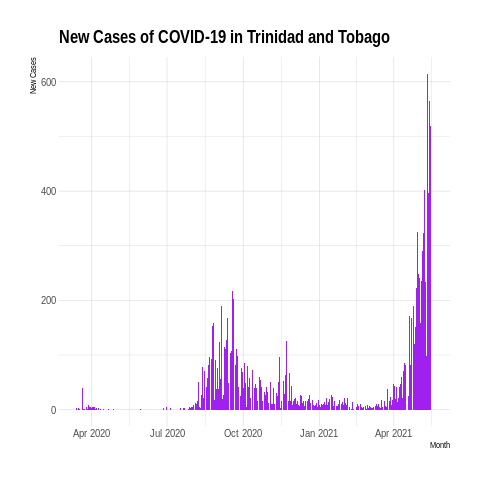 New Cases of COVID-19 in Trinidad and Tobago
New Cases
600
400
200
0
Apr 2020 Jul 2020 Oct 2020 Jan 2021 Apr 2021
Month